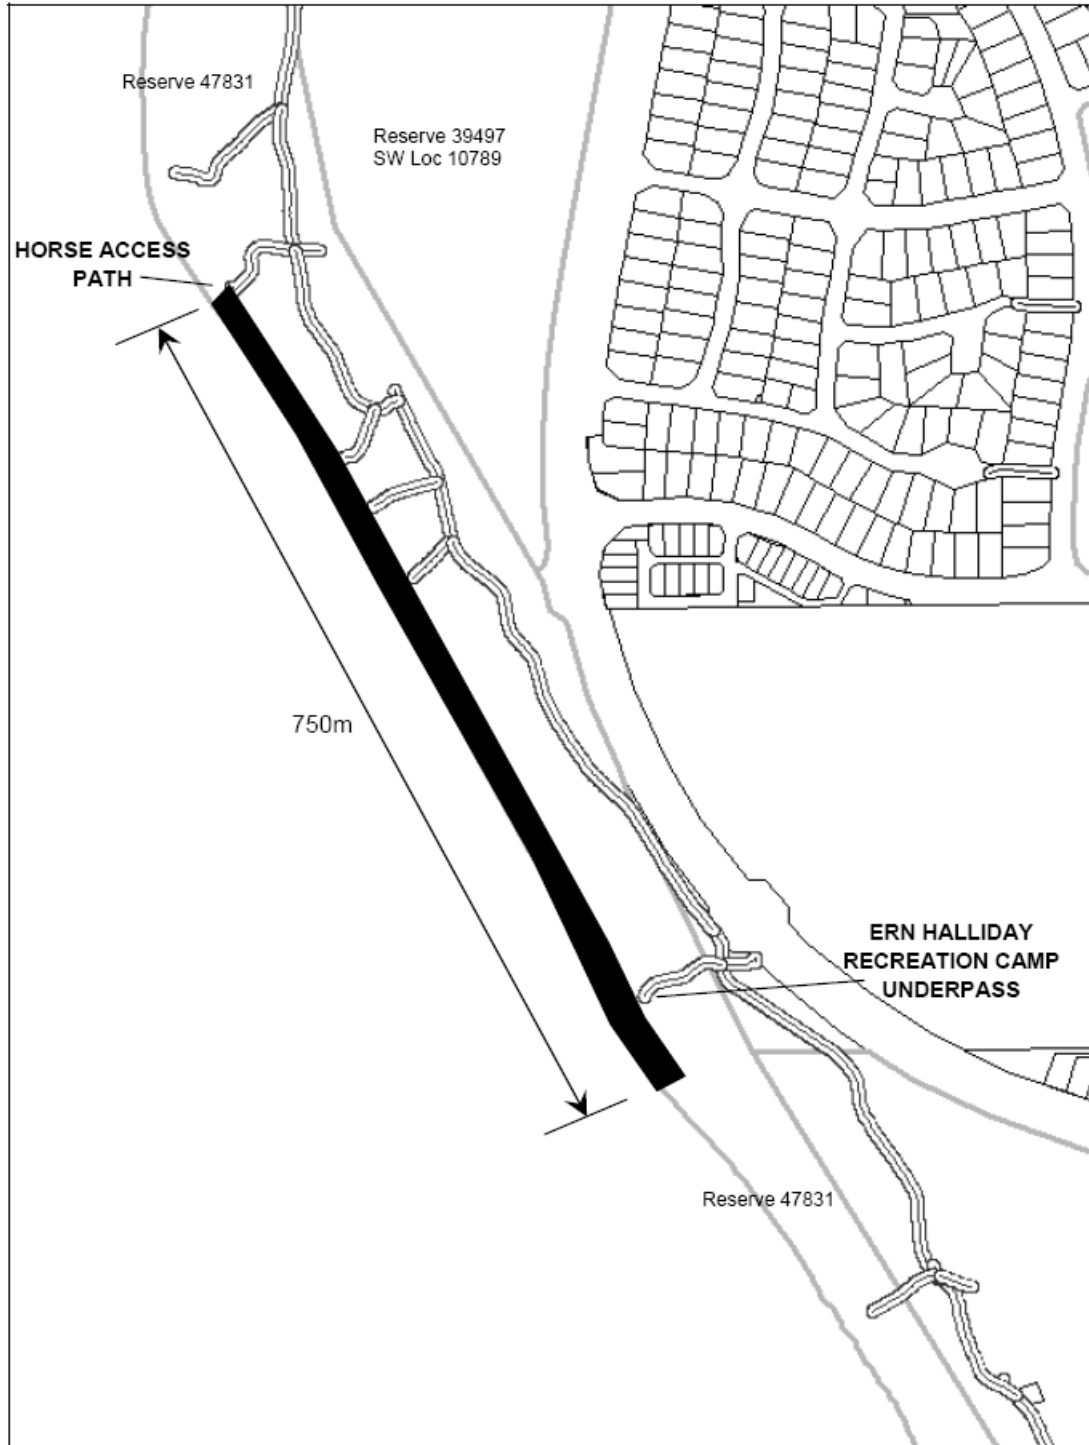 Reserve 47831
Reserve 39497
SW Loc 10789
HORSE ACCESS
PATH
750m
ERN HALLIDAY
RECREATION CAMP
UNDERPASS
Reserve 47831